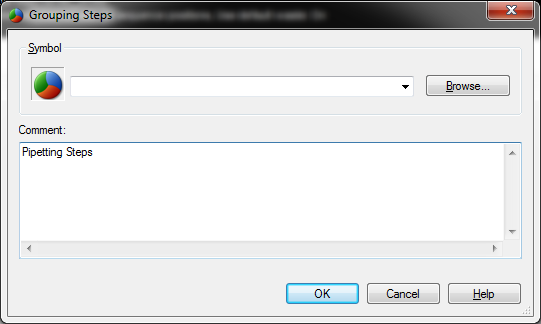 Grouping Steps
Symbol
Browse...
Comment:
Pipetting Steps
OK
Cancel
Help